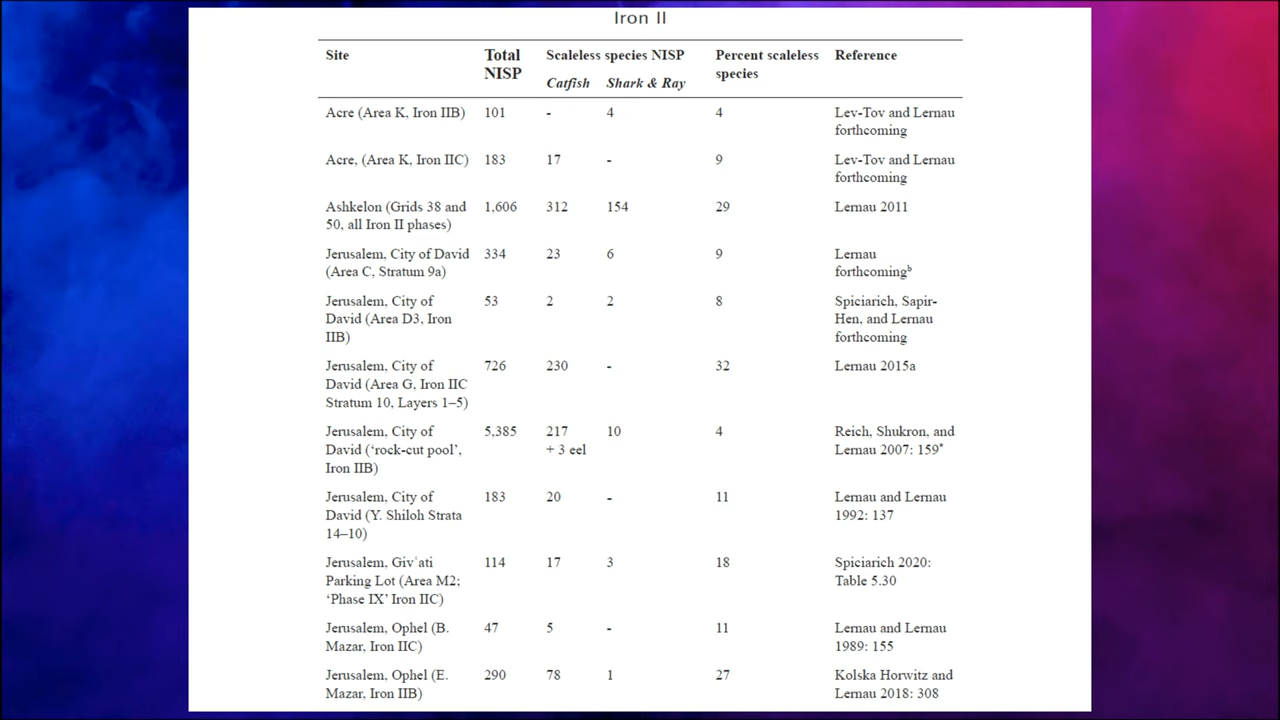 Iron II
Site Total NISP Scaleless species NISP Percent scaleless species Reference
Catfish Shark & Ray
Acre (Area K, Iron IIB) 101 - 4 4 Lev-Tov and Lernau
forthcoming
Acre, (Area K, Iron IIC) 183 17 - 9 Lev-Tov and Lernau
forthcoming
Ashkelon (Grids 38 and 1,606 312 154 29 Lernau 2011
50, all Iron II phases)
Jerusalem, City of David 334 23 6 9 Lernau
(Area C, Stratum 9a) forthcomingᵇ
Jerusalem, City of 53 2 2 8 Spiciarich, Sapir-
David (Area D3, Iron Hen, and Lernau
IIB) forthcoming
Jerusalem, City of 726 230 - 32 Lernau 2015a
David (Area G, Iron IIC
Stratum 10, Layers 1–5)
Jerusalem, City of 5,385 217 10 4 Reich, Shukron, and
David (‘rock-cut pool’, + 3 eel Lernau 2007: 159*
Iron IIB)
Jerusalem, City of 183 20 - 11 Lernau and Lernau
David (Y. Shiloh Strata 1992: 137
14–10)
Jerusalem, Givʿati 114 17 3 18 Spiciarich 2020:
Parking Lot (Area M2; Table 5.30
‘Phase IX’ Iron IIC)
Jerusalem, Ophel (B. 47 5 - 11 Lernau and Lernau
Mazar, Iron IIC) 1989: 155
Jerusalem, Ophel (E. 290 78 1 27 Kolska Horwitz and
Mazar, Iron IIB) Lernau 2018: 308